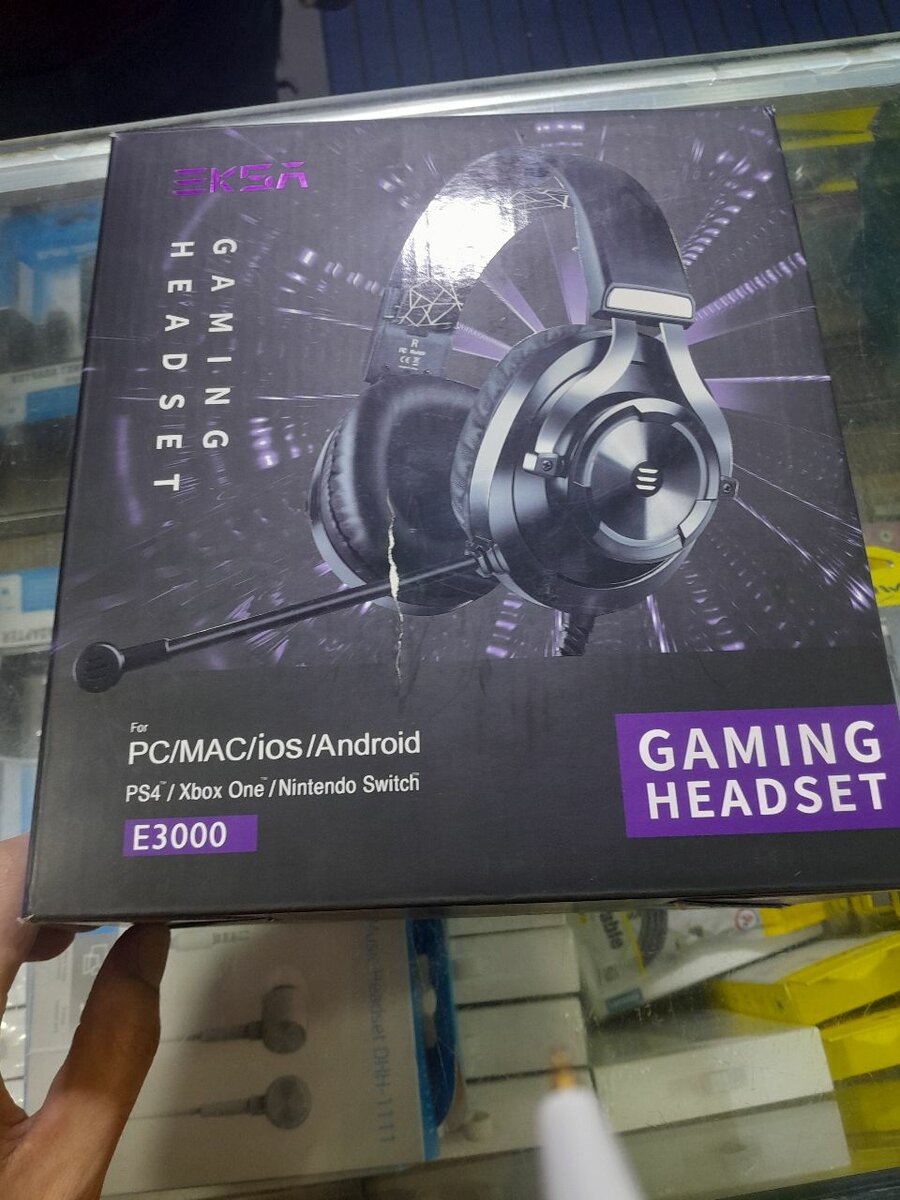 EKSA
GAMING
HEADSET
R
For
PC/MAC/ios/Android
PS4™/Xbox One™/Nintendo Switch™
E3000
GAMING
HEADSET